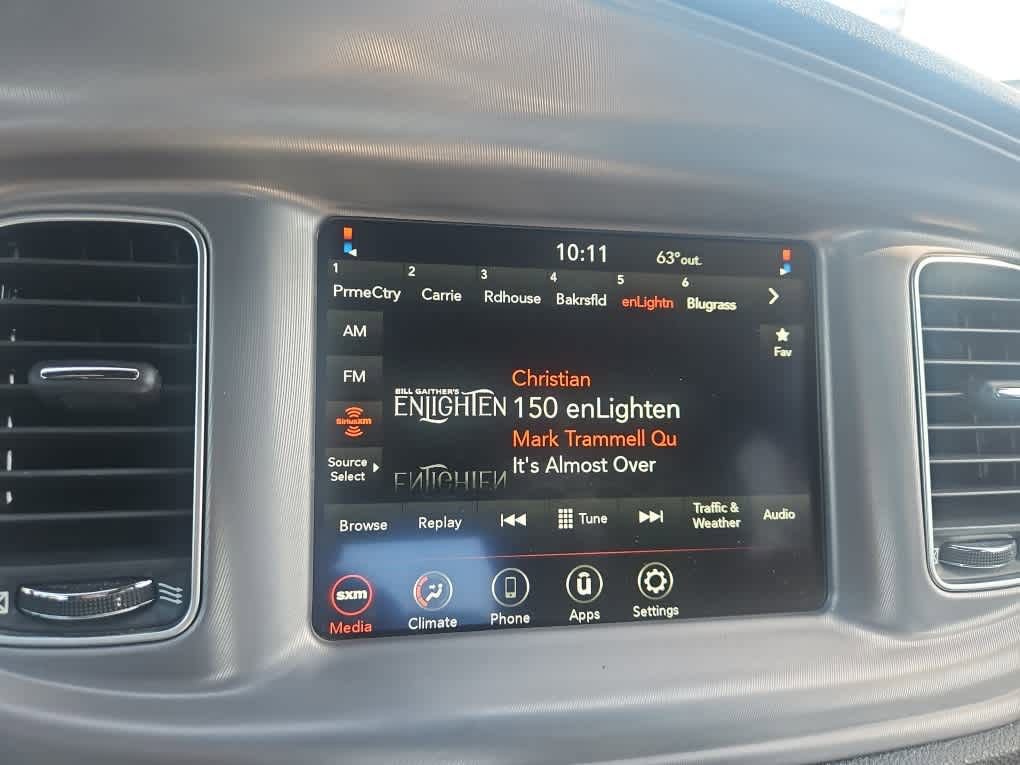 10:11 63°out.
1 2 3 4 5 6
PrmeCtry Carrie Rdhouse Bakrsfld enLightn Blugrass
AM
Fav
FM
Christian
BILL GAITHER'S
ENLIGHTEN
150 enLighten
SiriusXM
Mark Trammell Qu
Source
Select
It's Almost Over
ENLIGHTEN
Browse
Replay
Tune
Traffic &
Weather
Audio
sxm
Media
Climate
Phone
ū
Apps
Settings